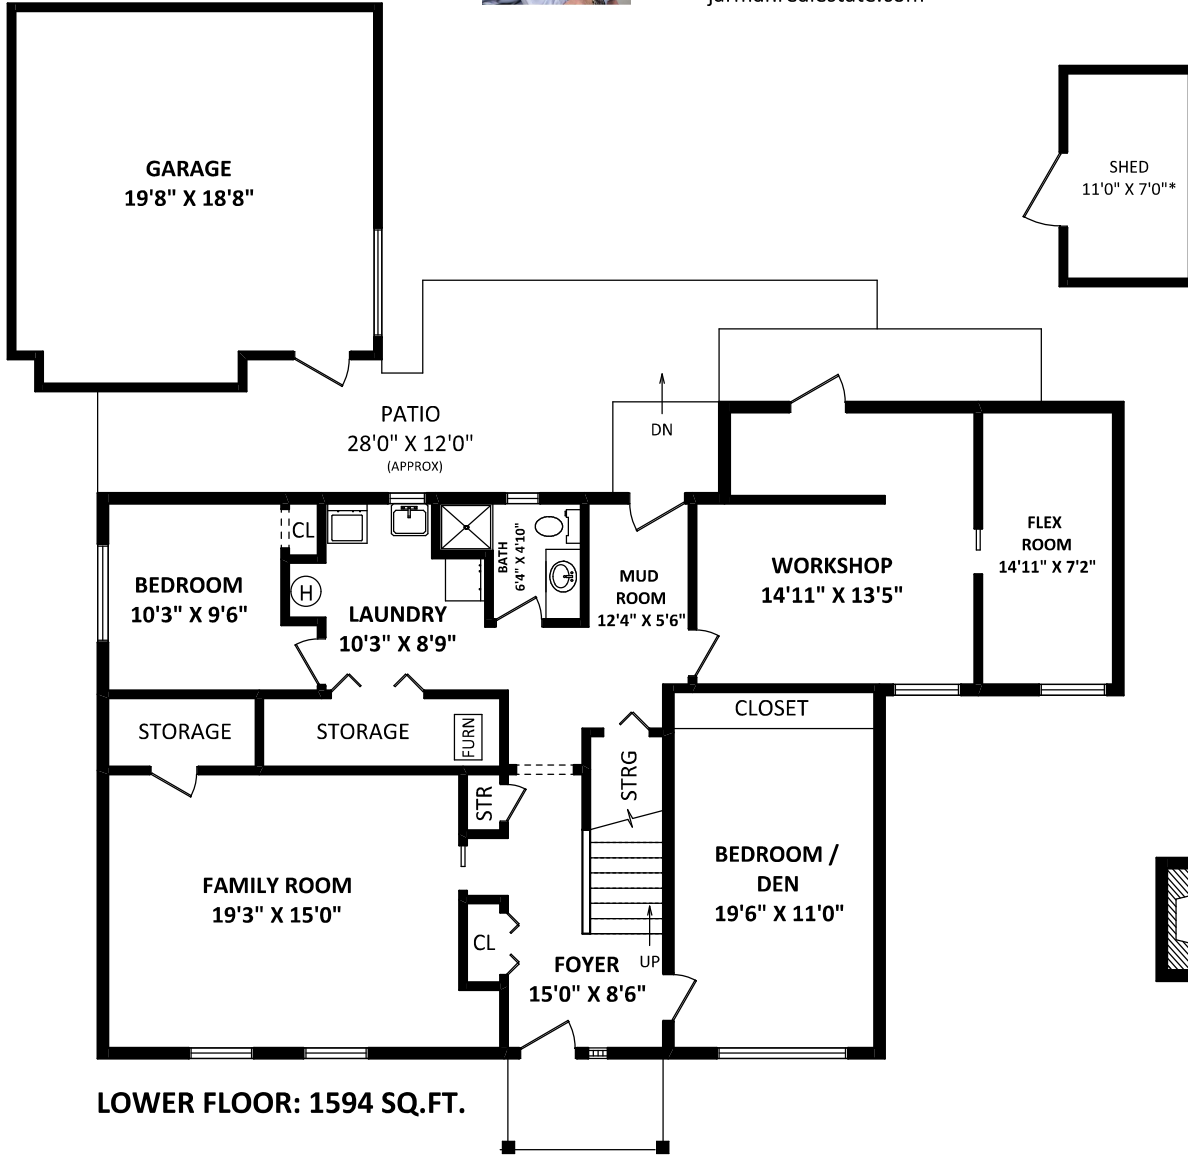 GARAGE
19'8" X 18'8"
SHED
11'0" X 7'0"*
PATIO
28'0" X 12'0"
(APPROX)
DN
BEDROOM
10'3" X 9'6"
CL
H
LAUNDRY
10'3" X 8'9"
BATH
6'4" X 4'10"
MUD
ROOM
12'4" X 5'6"
WORKSHOP
14'11" X 13'5"
FLEX
ROOM
14'11" X 7'2"
STORAGE
STORAGE
FURN
STRG
CLOSET
STR
FAMILY ROOM
19'3" X 15'0"
CL
BEDROOM /
DEN
19'6" X 11'0"
UP
FOYER
15'0" X 8'6"
LOWER FLOOR: 1594 SQ.FT.